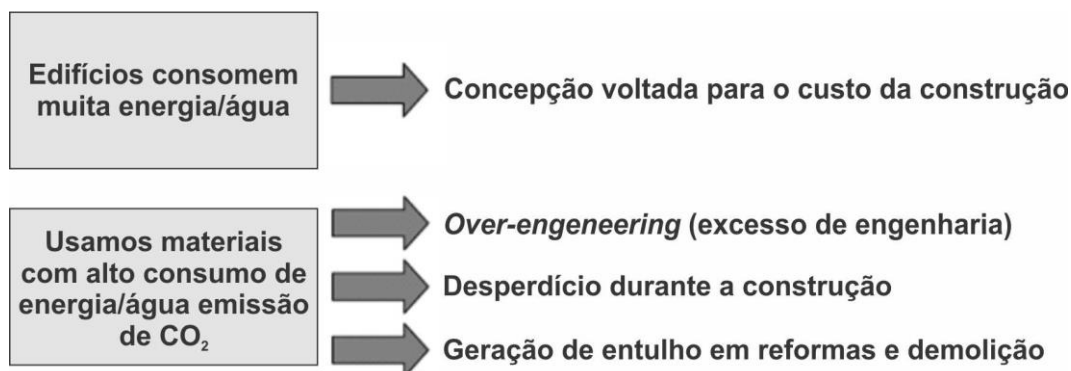 Edifícios consomem
muita energia/água
Concepção voltada para o custo da construção
Usamos materiais
com alto consumo de
energia/água emissão
de CO₂
Over-engeneering (excesso de engenharia)
Desperdício durante a construção
Geração de entulho em reformas e demolição